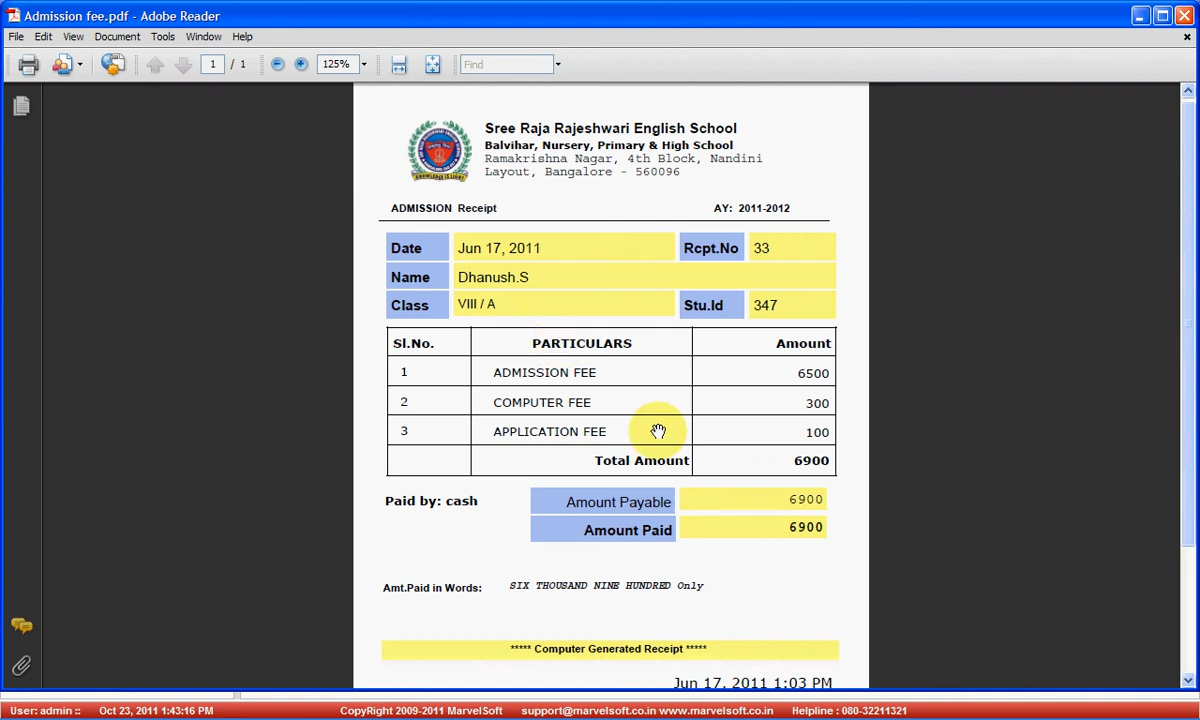 Admission fee.pdf - Adobe Reader
File Edit View Document Tools Window Help
1 / 1 125% Find
Sree Raja Rajeshwari English School
Balvihar, Nursery, Primary & High School
Ramakrishna Nagar, 4th Block, Nandini
Layout, Bangalore - 560096
ADMISSION Receipt AY: 2011-2012
Date Jun 17, 2011 Rcpt.No 33
Name Dhanush.S
Class VIII / A Stu.Id 347
Sl.No. PARTICULARS Amount
1 ADMISSION FEE 6500
2 COMPUTER FEE 300
3 APPLICATION FEE 100
Total Amount 6900
Paid by: cash Amount Payable 6900
Amount Paid 6900
Amt.Paid in Words: SIX THOUSAND NINE HUNDRED Only
***** Computer Generated Receipt *****
Jun 17, 2011 1:03 PM
User: admin :: Oct 23, 2011 1:43:16 PM CopyRight 2009-2011 MarvelSoft support@marvelsoft.co.in www.marvelsoft.co.in Helpline : 080-32211321